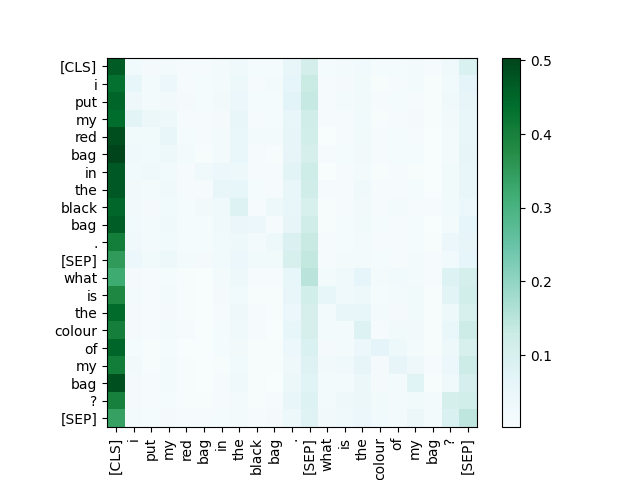 [CLS]
i
put
my
red
bag
in
the
black
bag
.
[SEP]
what
is
the
colour
of
my
bag
?
[SEP]
[CLS] i put my red bag in the black bag . [SEP] what is the colour of my bag ? [SEP]
0.5
0.4
0.3
0.2
0.1